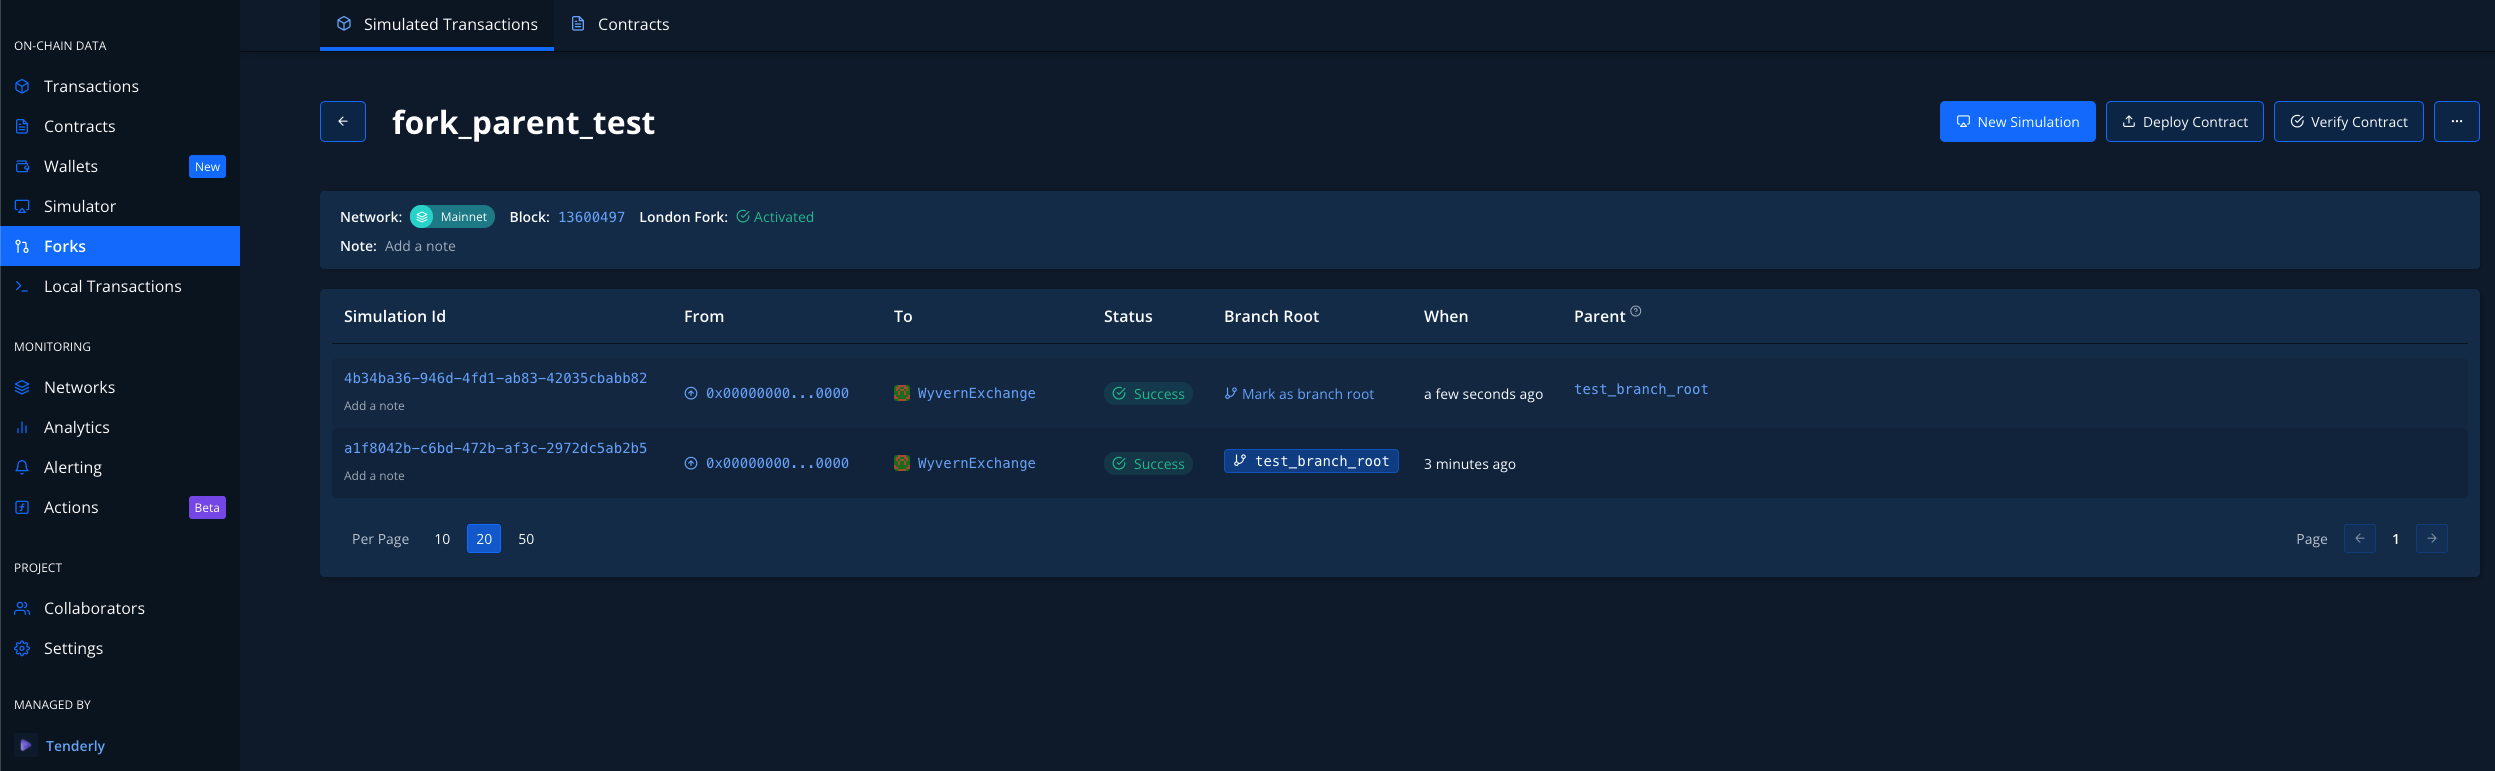 ON-CHAIN DATA
Transactions
Contracts
Wallets New
Simulator
Forks
Local Transactions
MONITORING
Networks
Analytics
Alerting
Actions Beta
PROJECT
Collaborators
Settings
MANAGED BY
Tenderly
Simulated Transactions Contracts
fork_parent_test
New Simulation Deploy Contract Verify Contract ...
Network: Mainnet Block: 13600497 London Fork: Activated
Note: Add a note
Simulation Id From To Status Branch Root When Parent
4b34ba36-946d-4fd1-ab83-42035cbabb82 0x00000000...0000 WyvernExchange Success Mark as branch root a few seconds ago test_branch_root
Add a note
a1f8042b-c6bd-472b-af3c-2972dc5ab2b5 0x00000000...0000 WyvernExchange Success test_branch_root 3 minutes ago
Add a note
Per Page 10 20 50 Page 1